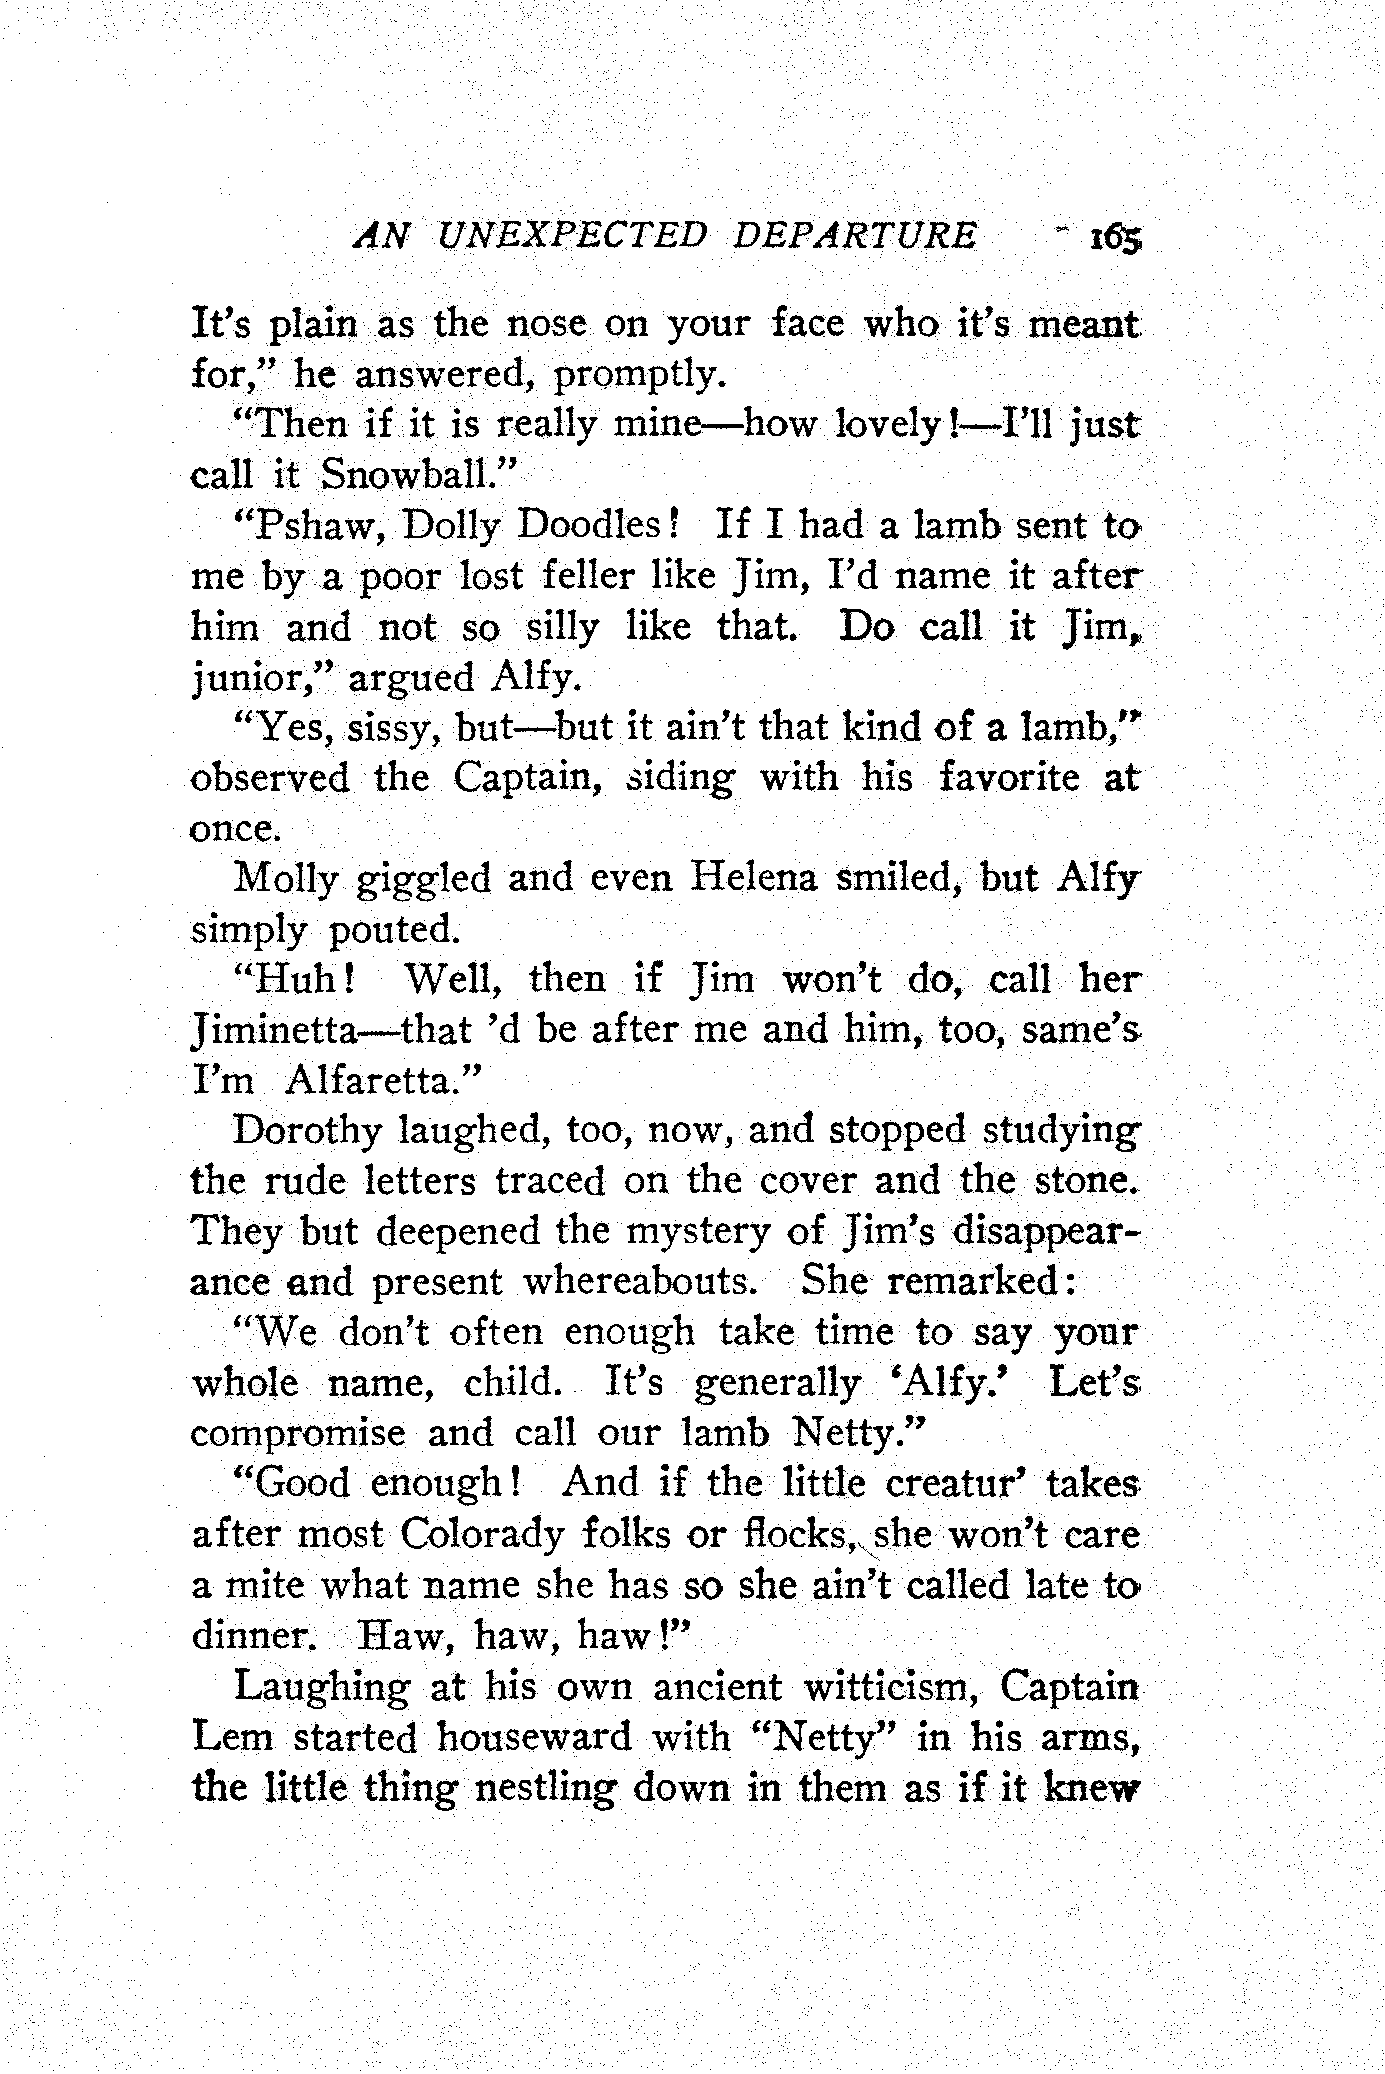 AN UNEXPECTED DEPARTURE 165
It's plain as the nose on your face who it's meant
for," he answered, promptly.
"Then if it is really mine—how lovely!—I'll just
call it Snowball."
"Pshaw, Dolly Doodles! If I had a lamb sent to
me by a poor lost feller like Jim, I'd name it after
him and not so silly like that. Do call it Jim,
junior," argued Alfy.
"Yes, sissy, but—but it ain't that kind of a lamb,"
observed the Captain, siding with his favorite at
once.
Molly giggled and even Helena smiled, but Alfy
simply pouted.
"Huh! Well, then if Jim won't do, call her
Jiminetta—that 'd be after me and him, too, same's
I'm Alfaretta."
Dorothy laughed, too, now, and stopped studying
the rude letters traced on the cover and the stone.
They but deepened the mystery of Jim's disappear-
ance and present whereabouts. She remarked:
"We don't often enough take time to say your
whole name, child. It's generally 'Alfy.' Let's
compromise and call our lamb Netty."
"Good enough! And if the little creatur' takes
after most Colorady folks or flocks, she won't care
a mite what name she has so she ain't called late to
dinner. Haw, haw, haw!"
Laughing at his own ancient witticism, Captain
Lem started houseward with "Netty" in his arms,
the little thing nestling down in them as if it knew